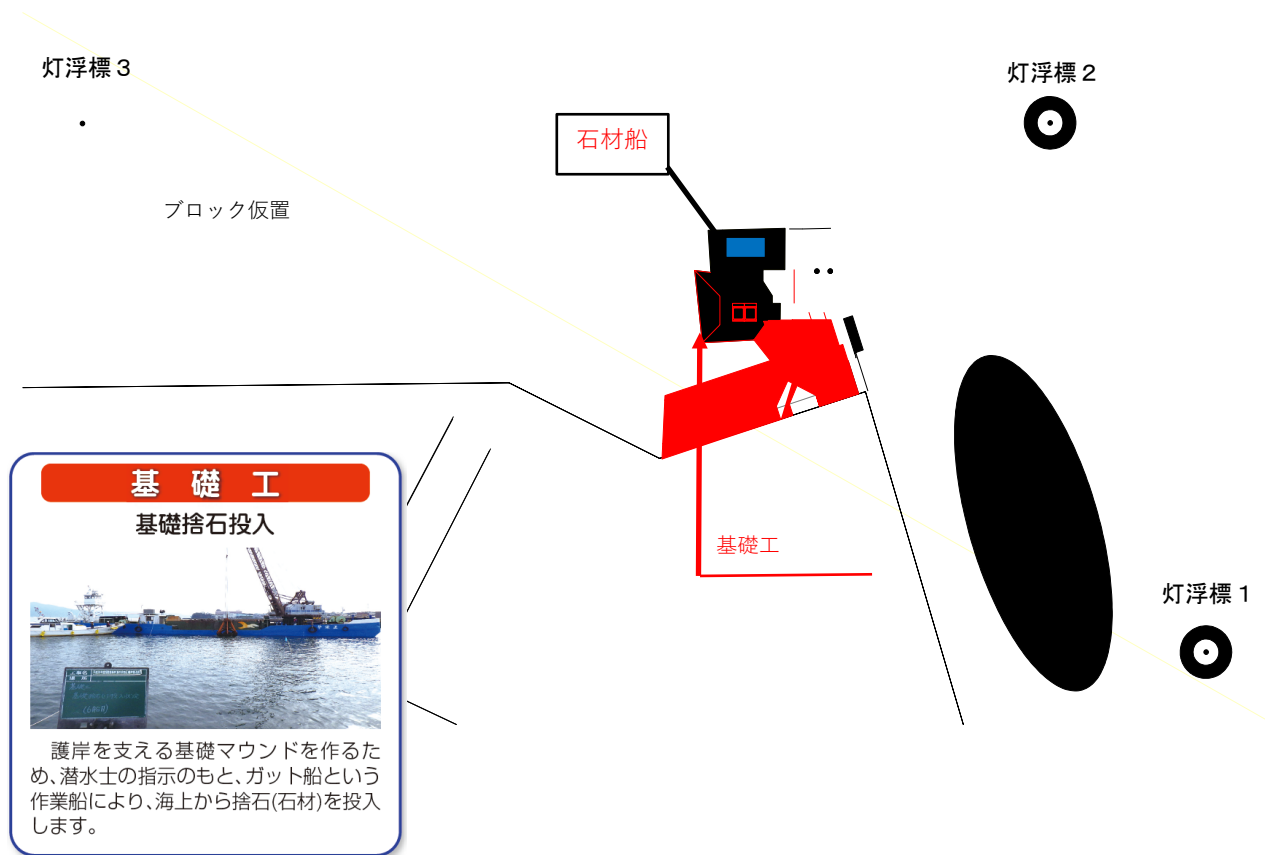 灯浮標３
灯浮標２
石材船
ブロック仮置
基礎工
灯浮標１
基礎工
基礎捨石投入
護岸を支える基礎マウンドを作るた
め、潜水士の指示のもと、ガット船という
作業船により、海上から捨石(石材)を投入
します。